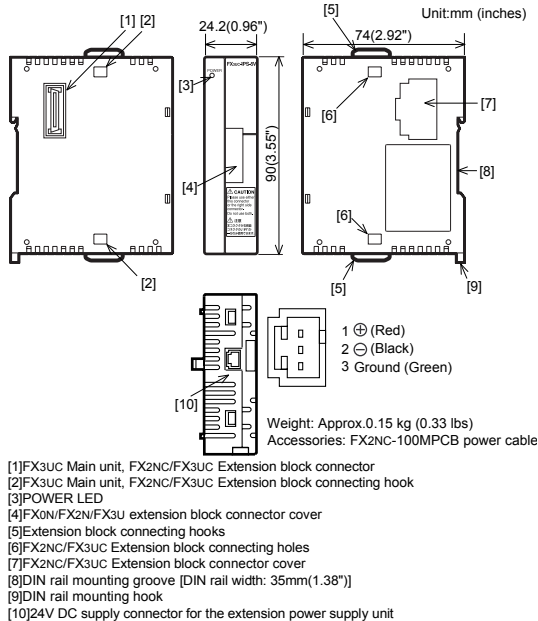 [1] [2]
24.2(0.96")
[5]
Unit:mm (inches)
74(2.92")
[3]
POWER
[6]
[7]
[4]
90(3.55")
CAUTION
[8]
[6]
[2]
[5]
[9]
1 ⊕ (Red)
2 ⊖ (Black)
3 Ground (Green)
[10]
Weight: Approx.0.15 kg (0.33 lbs)
Accessories: FX2NC-100MPCB power cable
[1]FX3UC Main unit, FX2NC/FX3UC Extension block connector
[2]FX3UC Main unit, FX2NC/FX3UC Extension block connecting hook
[3]POWER LED
[4]FX0N/FX2N/FX3U extension block connector cover
[5]Extension block connecting hooks
[6]FX2NC/FX3UC Extension block connecting holes
[7]FX2NC/FX3UC Extension block connector cover
[8]DIN rail mounting groove [DIN rail width: 35mm(1.38")]
[9]DIN rail mounting hook
[10]24V DC supply connector for the extension power supply unit